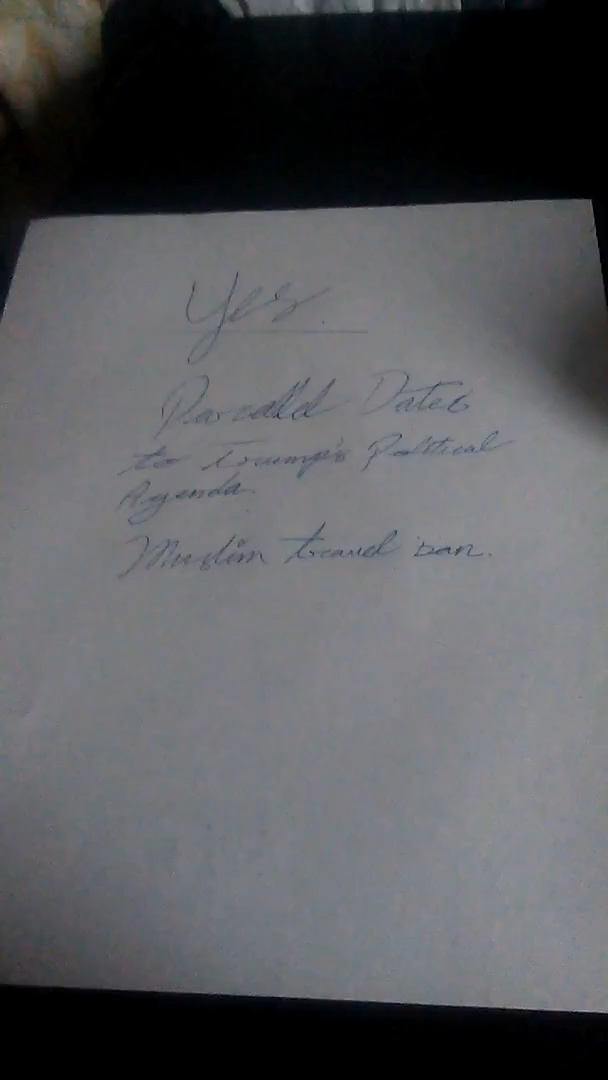 Yes.
Parallel Dates
to Trump's Political
Agenda.
Muslim travel ban.